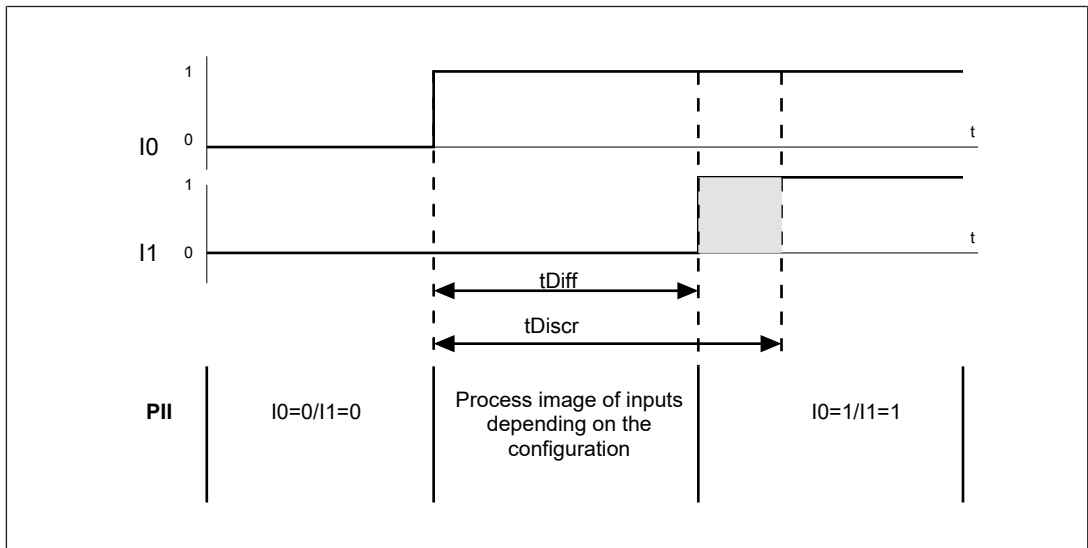 1
I0 0 t
1
I1 0 t
tDiff
tDiscr
PII I0=0/I1=0 Process image of inputs I0=1/I1=1
depending on the
configuration